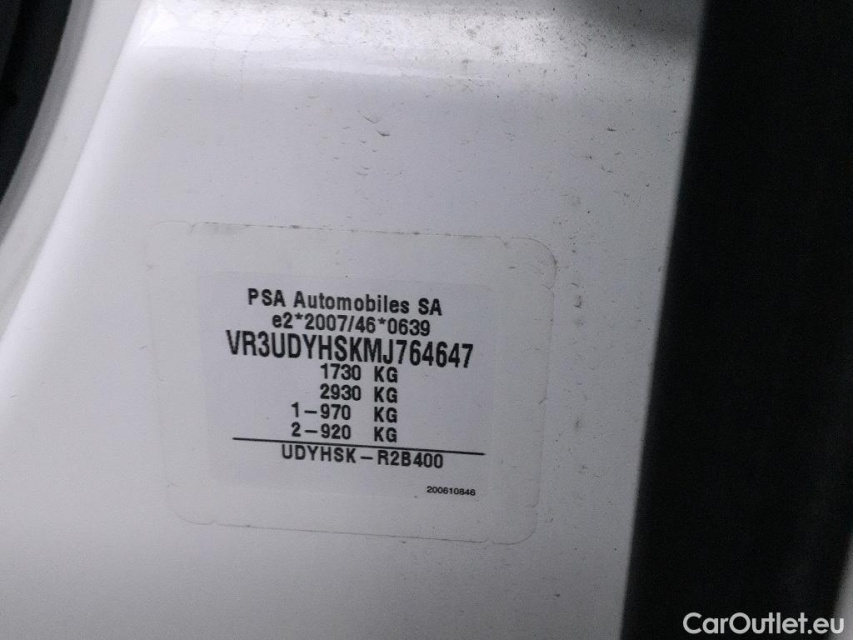 PSA Automobiles SA
e2*2007/46*0639
VR3UDYHSKMJ764647
1730 KG
2930 KG
1-970 KG
2-920 KG
UDYHSK-R2B400
200610846
CarOutlet.eu